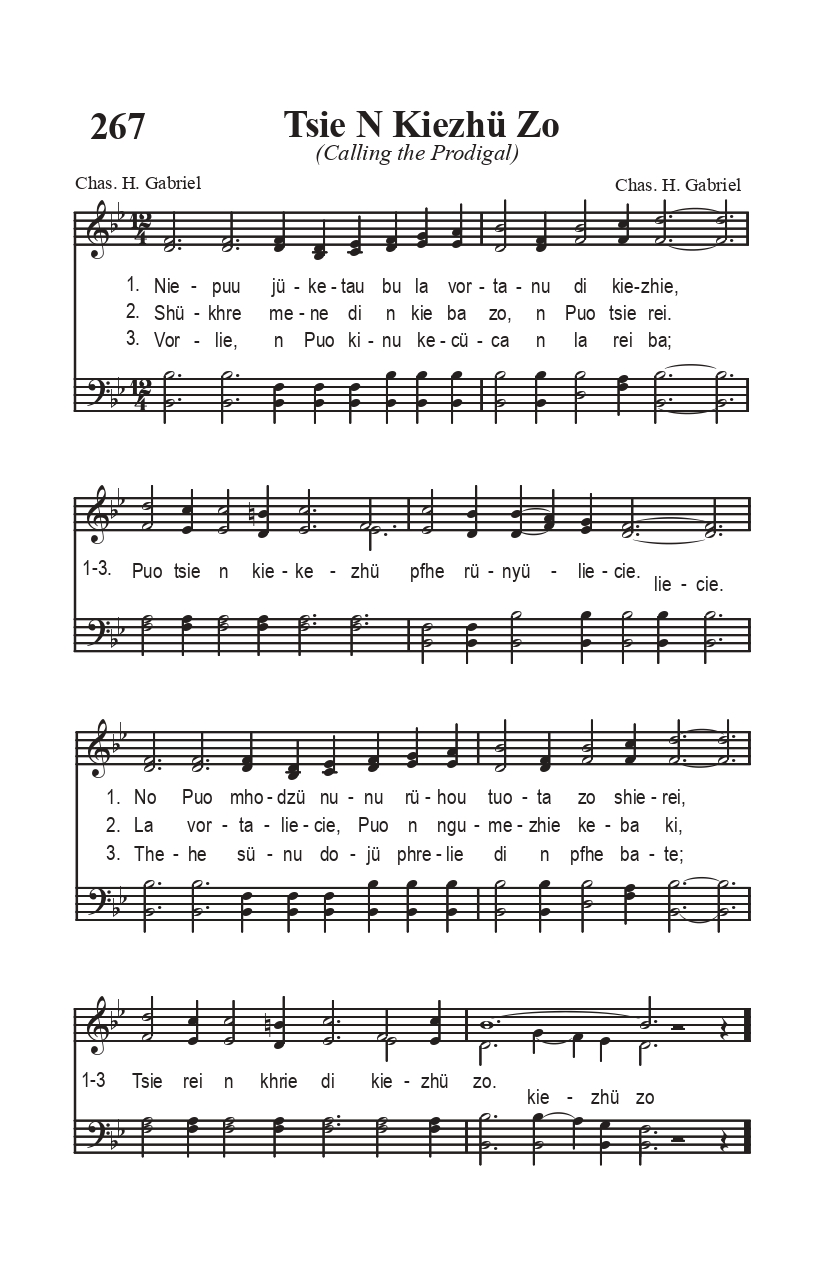 267
Tsie N Kiezhü Zo
(Calling the Prodigal)
Chas. H. Gabriel Chas. H. Gabriel
12
4
1. Nie - puu jü - ke - tau bu la vor - ta - nu di kie-zhie,
2. Shü - khre me - ne di n kie ba zo, n Puo tsie rei.
3. Vor - lie, n Puo ki - nu ke - cü - ca n la rei ba;
12
4
1-3. Puo tsie n kie - ke - zhü pfhe rü - nyü - lie - cie.
lie - cie.
1. No Puo mho - dzü nu - nu rü - hou tuo - ta zo shie - rei,
2. La vor - ta - lie - cie, Puo n ngu - me - zhie ke - ba ki,
3. The - he sü - nu do - jü phre - lie di n pfhe ba - te;
1-3 Tsie rei n khrie di kie - zhü zo.
kie - zhü zo